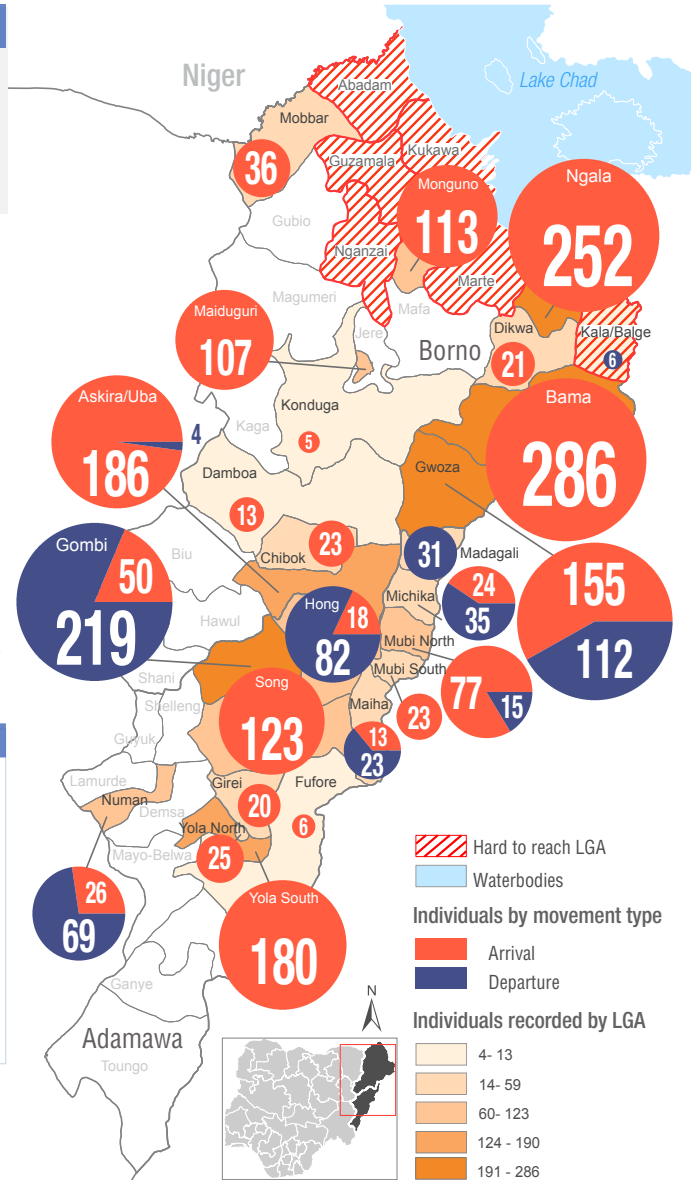 Niger
Lake Chad
Abadam
Mobbar
Kukawa
Guzamala
36
Monguno
113
Ngala
252
Gubio
Nganzai
Magumeri
Marte
Mafa
Maiduguri
107
Jere
Borno
Dikwa
21
Kala/Balge
6
Askira/Uba
186
4
Konduga
5
Kaga
Bama
286
Damboa
13
Gwoza
Gombi
50
219
Biu
Chibok
23
31
Madagali
155
112
Hawul
Hong
18
82
Michika
24
35
Mubi North
Mubi South
77
15
Shani
Song
123
Maiha
23
Shelleng
13
23
Guyuk
Lamurde
Numan
Demsa
Girei
20
Fufore
6
Yola North
25
Mayo-Belwa
26
69
Yola South
180
Ganye
Adamawa
Toungo
Hard to reach LGA
Waterbodies
Individuals by movement type
Arrival
Departure
N
Individuals recorded by LGA
4- 13
14- 59
60- 123
124 - 190
191 - 286